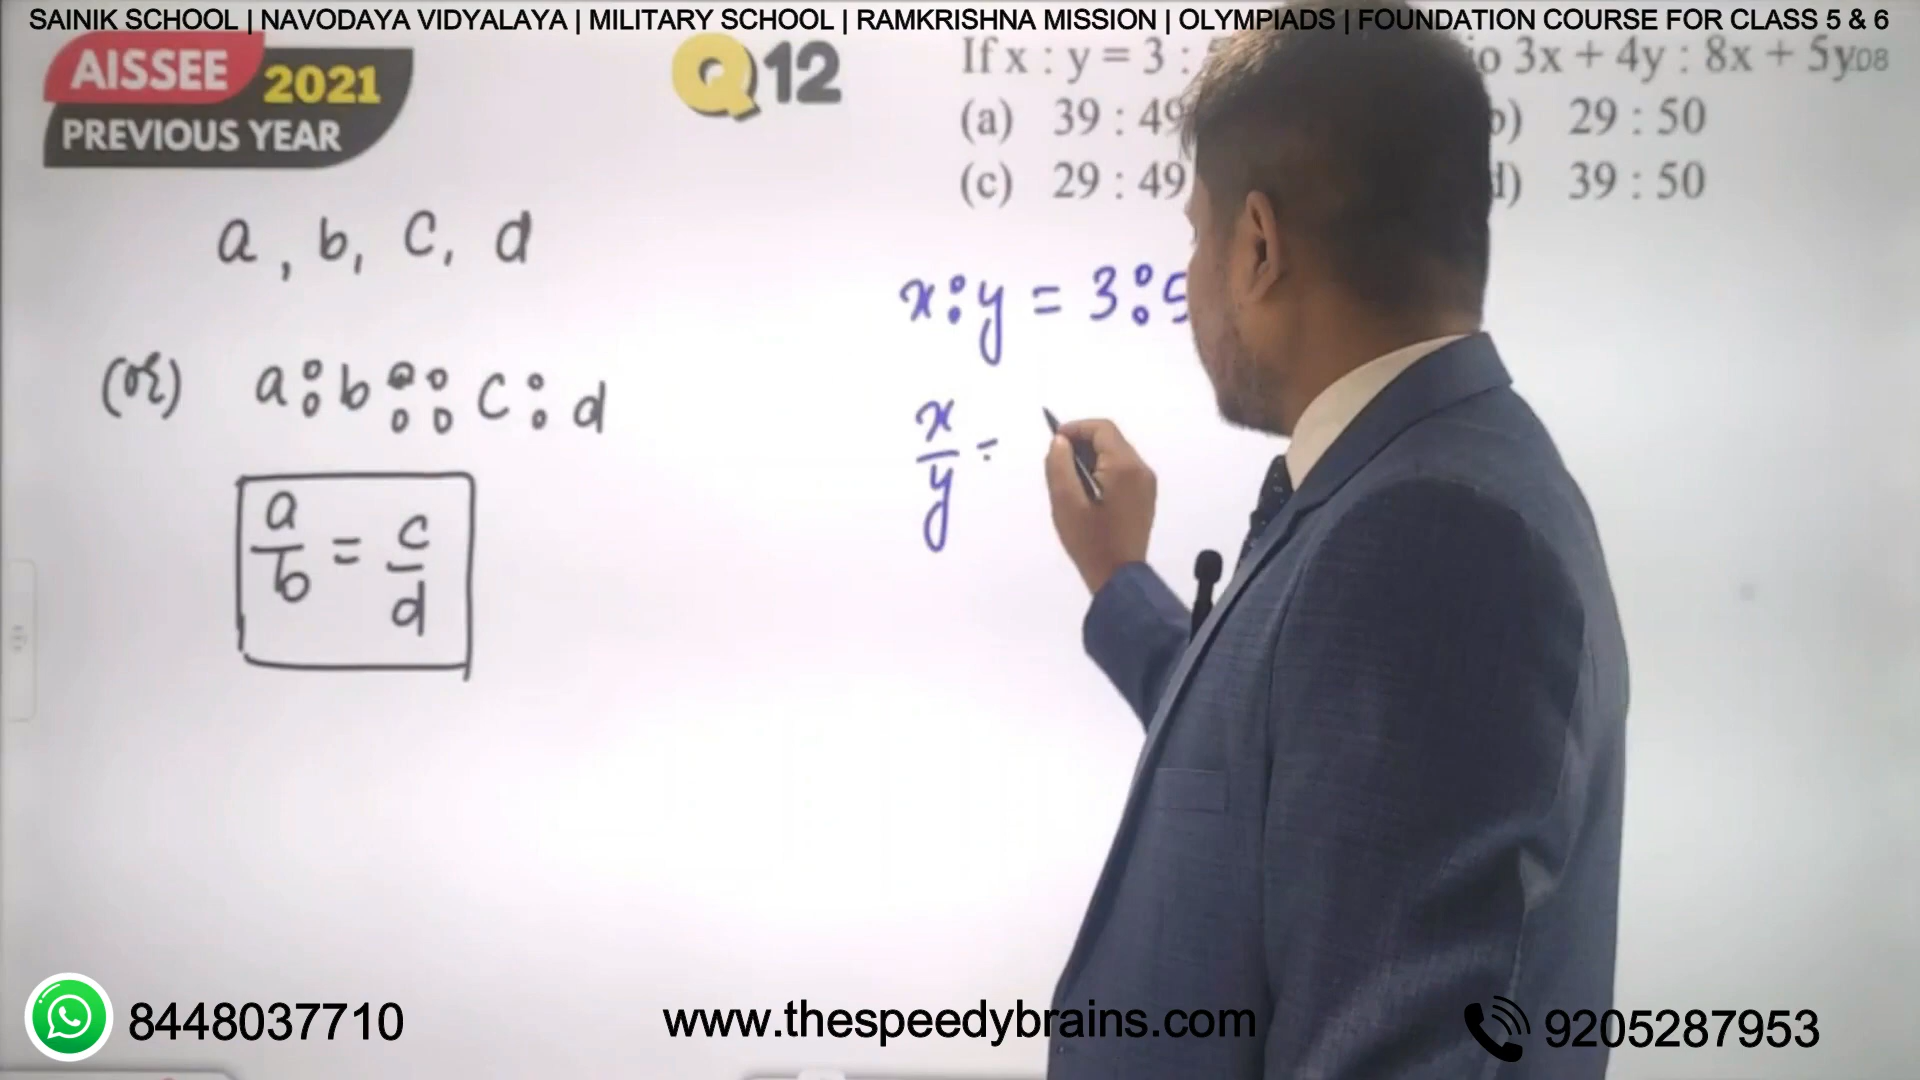 SAINIK SCHOOL | NAVODAYA VIDYALAYA | MILITARY SCHOOL | RAMKRISHNA MISSION | OLYMPIADS | FOUNDATION COURSE FOR CLASS 5 & 6
AISSEE 2021
PREVIOUS YEAR
Q12
If x : y = 3 : 3x + 4y : 8x + 5y
(a) 39 : 49
29 : 50
(c) 29 : 49
39 : 50
a, b, c, d
(or) a:b::c:d
a/b = c/d
x:y = 3:5
x/y =
8448037710
www.thespeedybrains.com
9205287953